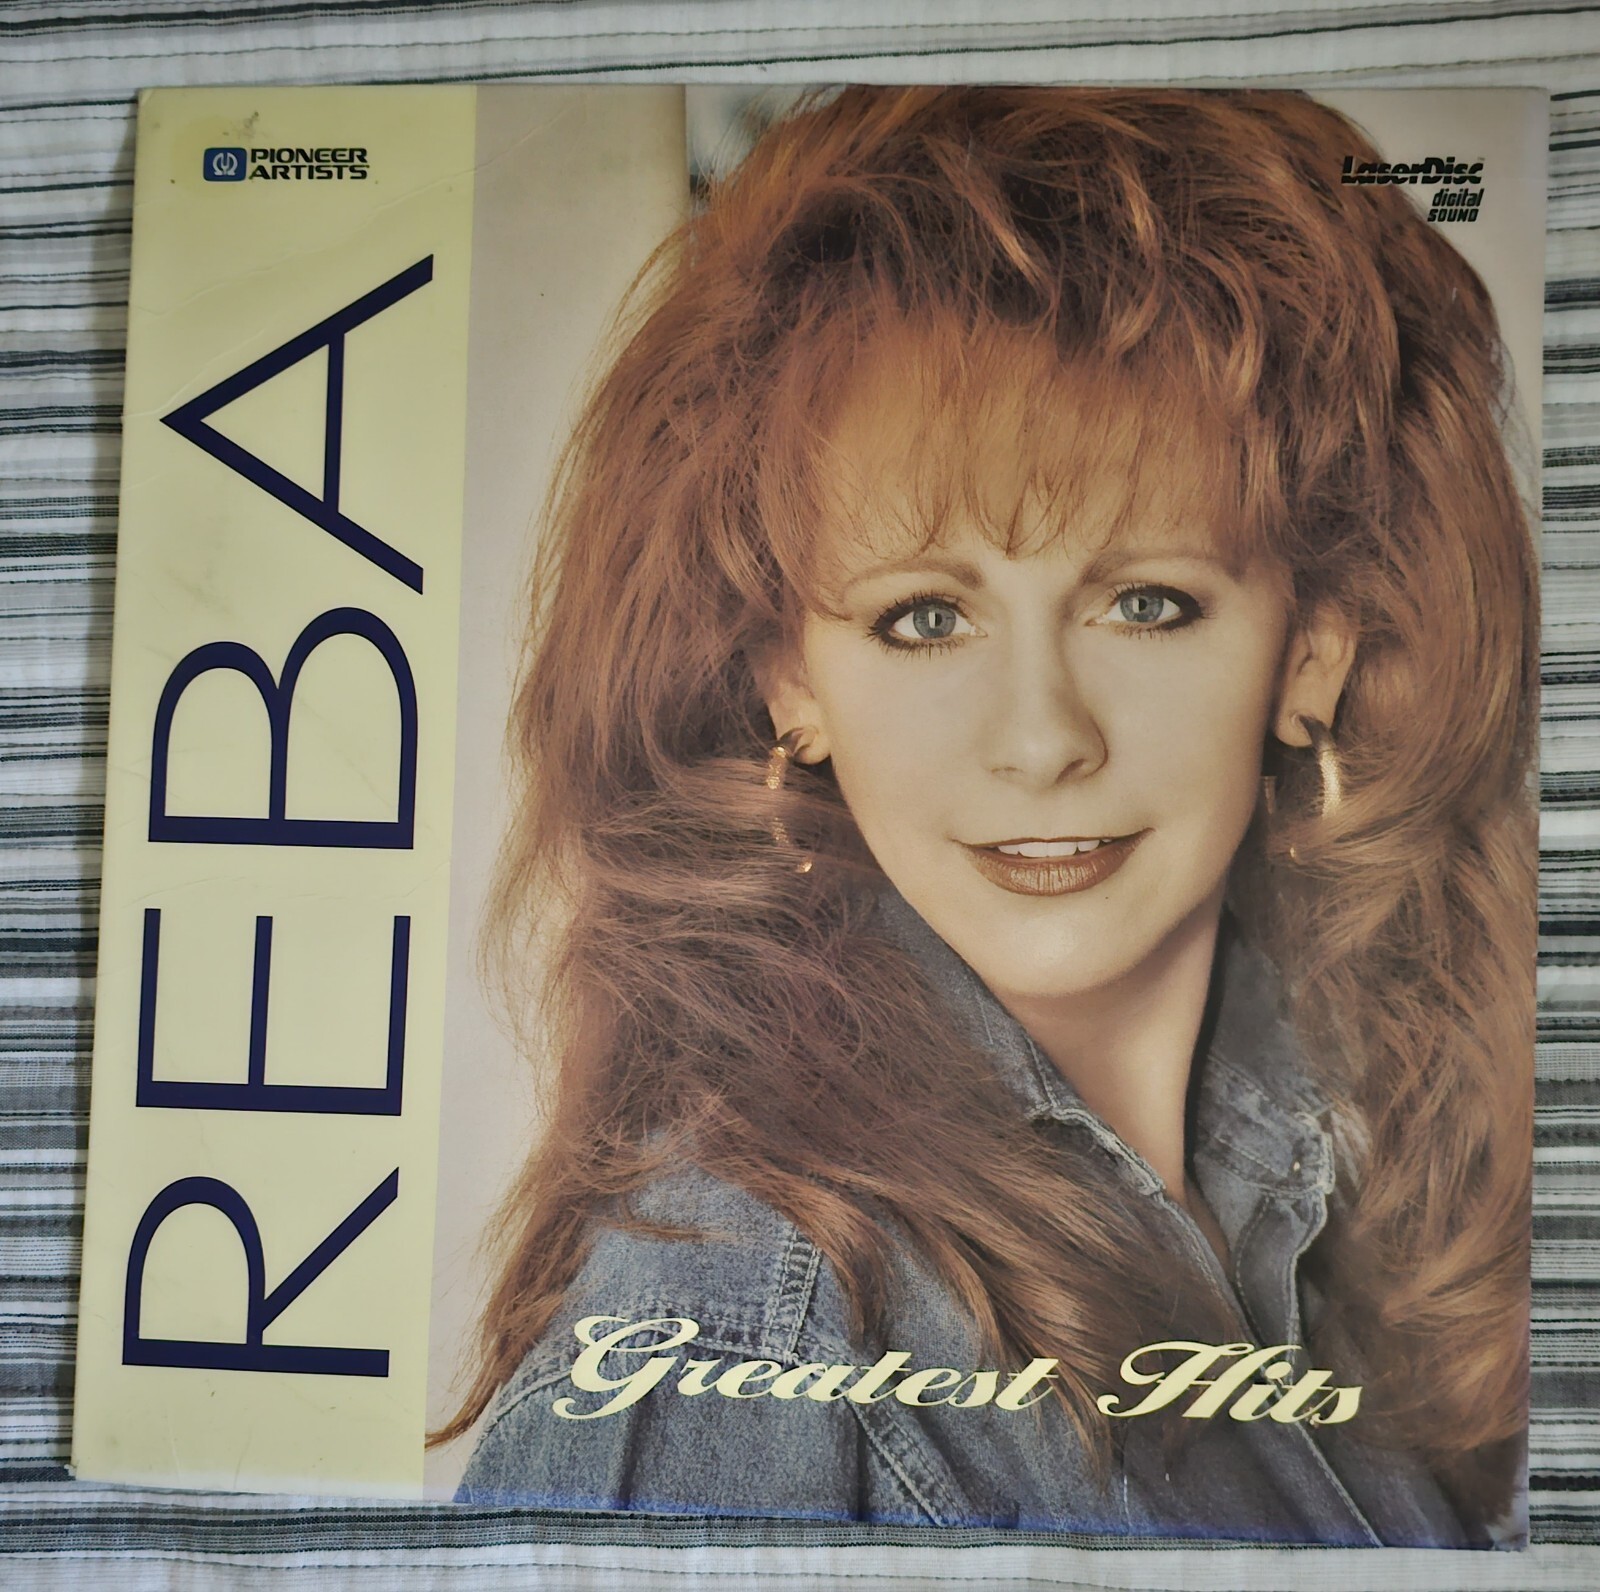 PIONEER
ARTISTS
LaserDisc
digital
SOUND
REBA
Greatest Hits